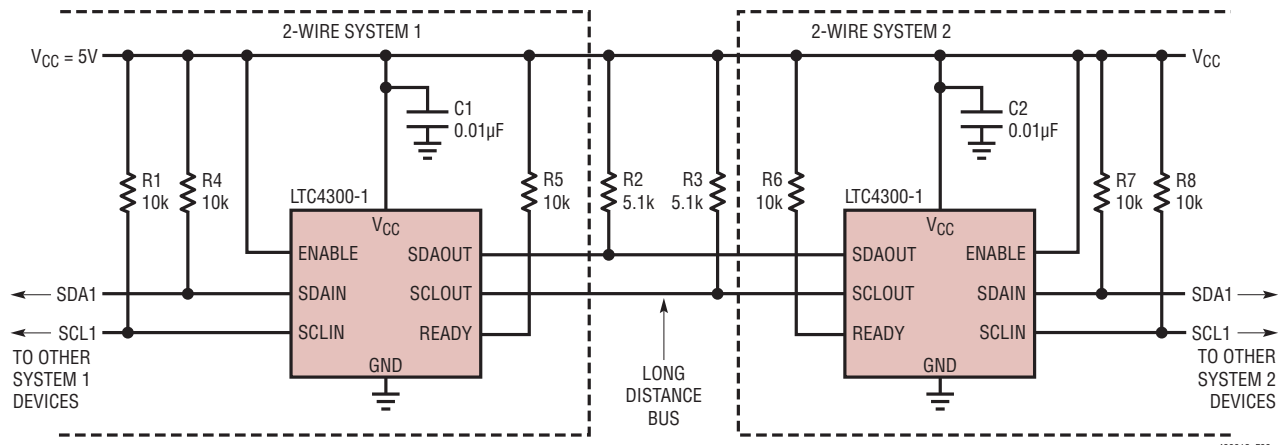 2-WIRE SYSTEM 1
2-WIRE SYSTEM 2
VCC = 5V
VCC
C1
0.01µF
C2
0.01µF
R1
10k
R4
10k
R5
10k
R2
5.1k
R3
5.1k
R6
10k
R7
10k
R8
10k
LTC4300-1
VCC
ENABLE
SDAOUT
SDAIN
SCLOUT
SCLIN
READY
GND
LTC4300-1
VCC
SDAOUT
ENABLE
SCLOUT
SDAIN
READY
SCLIN
GND
SDA1
SCL1
TO OTHER
SYSTEM 1
DEVICES
LONG
DISTANCE
BUS
SDA1
SCL1
TO OTHER
SYSTEM 2
DEVICES